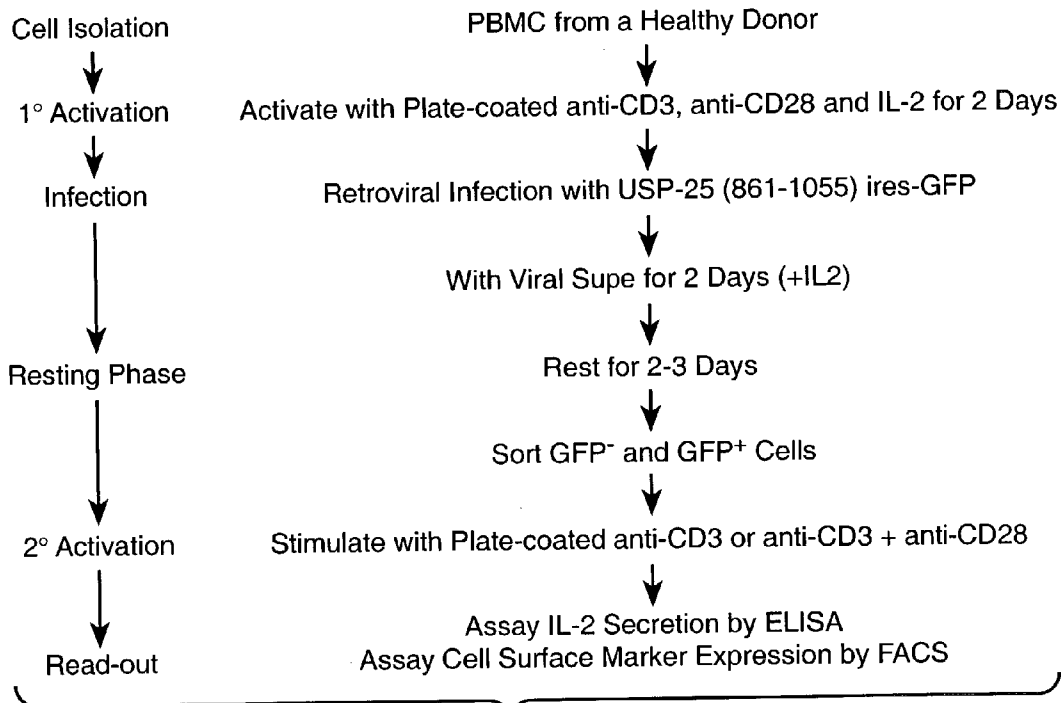 Cell Isolation
PBMC from a Healthy Donor
1° Activation
Activate with Plate-coated anti-CD3, anti-CD28 and IL-2 for 2 Days
Infection
Retroviral Infection with USP-25 (861-1055) ires-GFP
With Viral Supe for 2 Days (+IL2)
Resting Phase
Rest for 2-3 Days
Sort GFP⁻ and GFP⁺ Cells
2° Activation
Stimulate with Plate-coated anti-CD3 or anti-CD3 + anti-CD28
Assay IL-2 Secretion by ELISA
Read-out
Assay Cell Surface Marker Expression by FACS